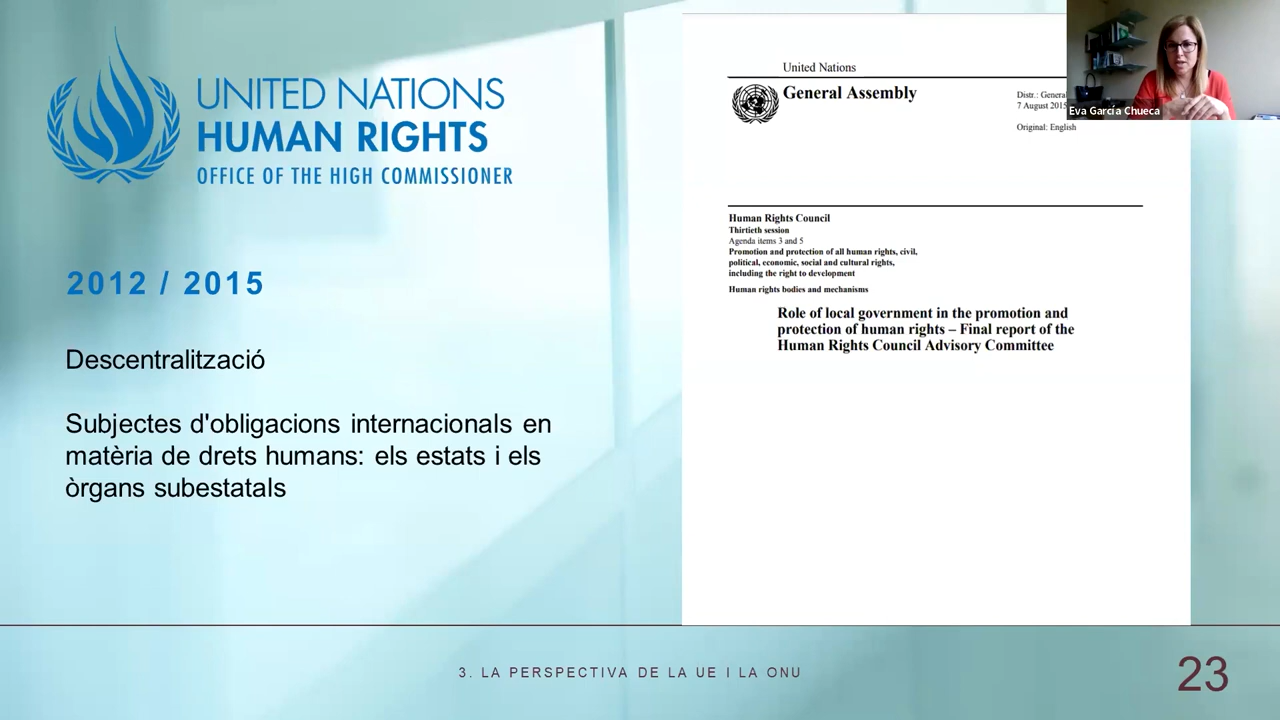 UNITED NATIONS
HUMAN RIGHTS
OFFICE OF THE HIGH COMMISSIONER
2012 / 2015
Descentralització
Subjectes d'obligacions internacionals en
matèria de drets humans: els estats i els
òrgans subestatals
United Nations
General Assembly
Distr.: General
7 August 2015
Original: English
Human Rights Council
Thirtieth session
Agenda items 3 and 5
Promotion and protection of all human rights, civil,
political, economic, social and cultural rights,
including the right to development
Human rights bodies and mechanisms
Role of local government in the promotion and
protection of human rights – Final report of the
Human Rights Council Advisory Committee
Eva García Chueca
3. LA PERSPECTIVA DE LA UE I LA ONU
23